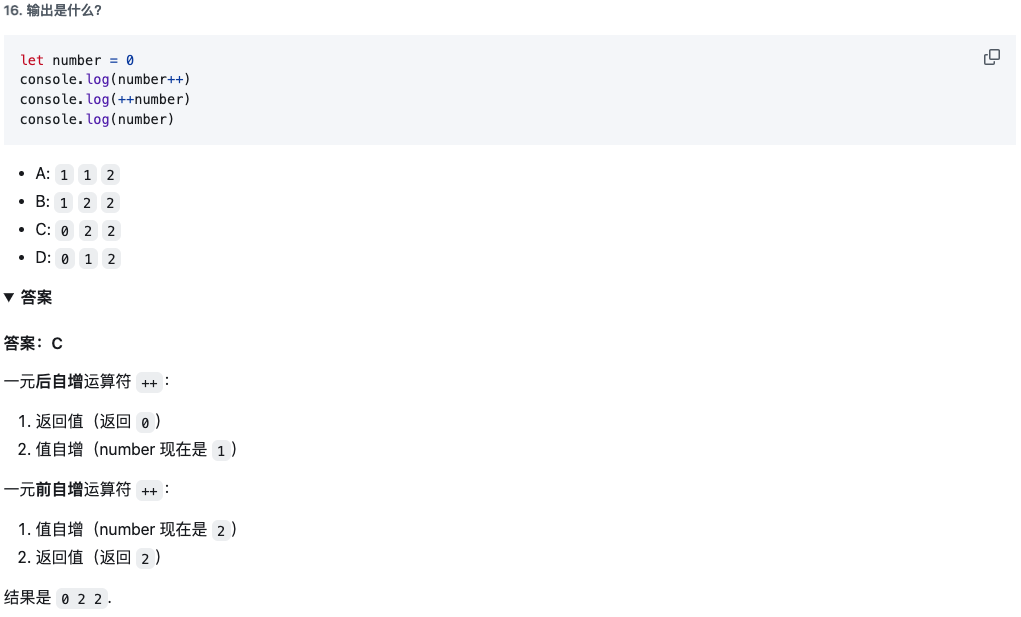 16. 输出是什么?
let number = 0
console.log(number++)
console.log(++number)
console.log(number)
A: 1 1 2
B: 1 2 2
C: 0 2 2
D: 0 1 2
答案
答案：C
一元后自增运算符 ++：
1. 返回值（返回 0）
2. 值自增（number 现在是 1）
一元前自增运算符 ++：
1. 值自增（number 现在是 2）
2. 返回值（返回 2）
结果是 0 2 2.